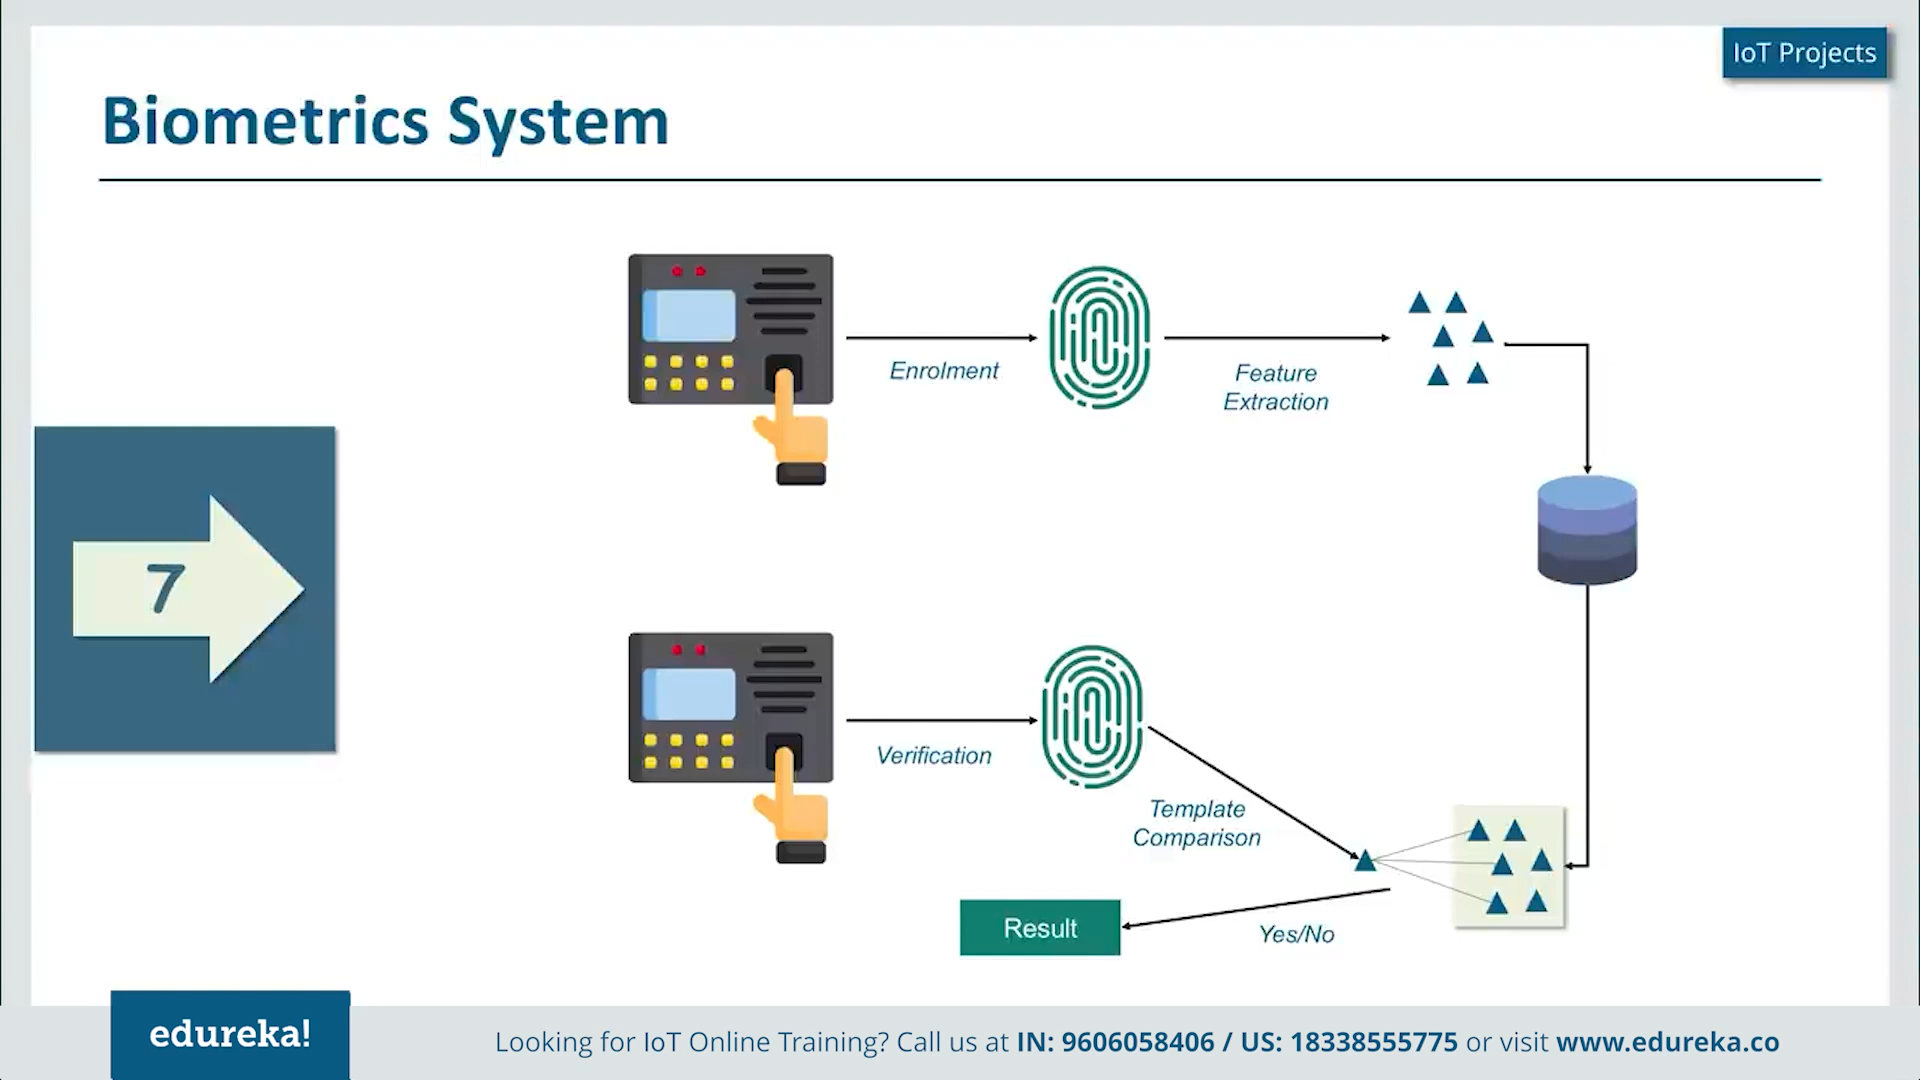 IoT Projects
Biometrics System
Enrolment
Feature
Extraction
7
Verification
Template
Comparison
Result
Yes/No
edureka!
Looking for IoT Online Training? Call us at IN: 9606058406 / US: 18338555775 or visit www.edureka.co